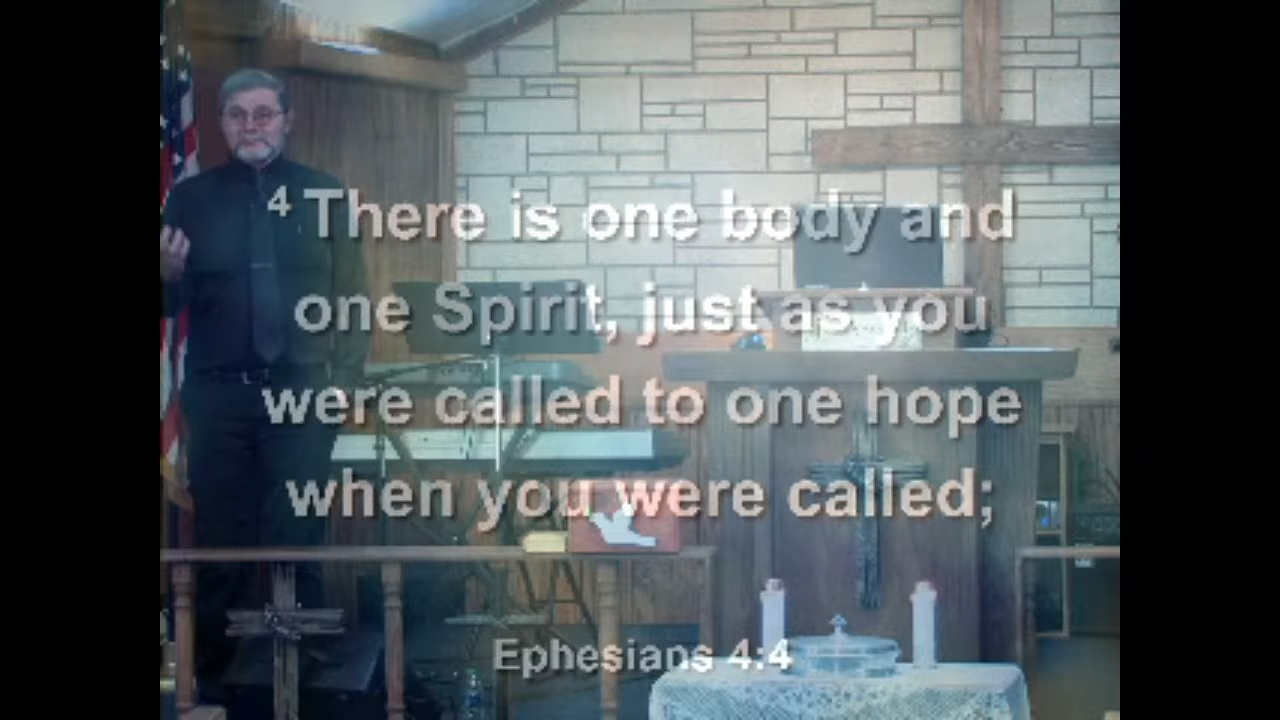 4 There is one body and
one Spirit, just as you
were called to one hope
when you were called;
Ephesians 4:4